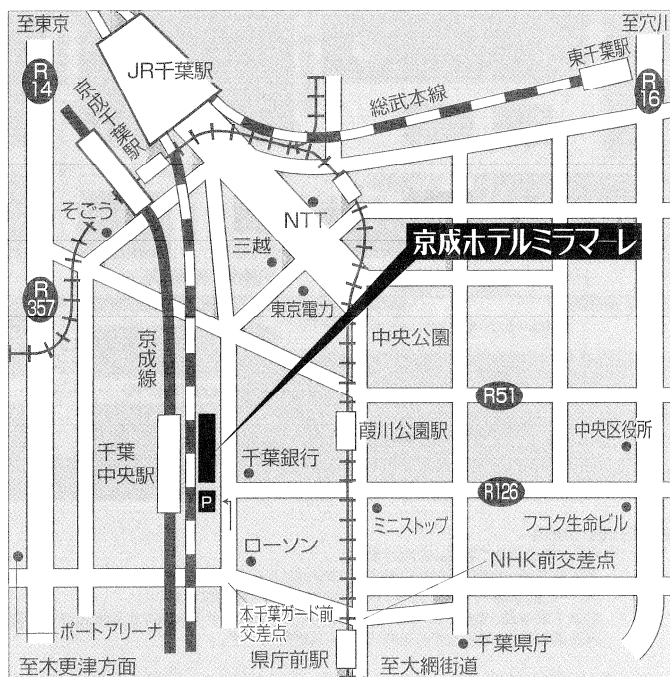 至東京
至穴川
R
14
JR千葉駅
東千葉駅
R
16
総武本線
京成千葉駅
そごう
NTT
三越
京成ホテルミラマーレ
R
357
東京電力
京成線
中央公園
R51
千葉
中央駅
葭川公園駅
中央区役所
千葉銀行
P
R126
ミニストップ
フコク生命ビル
ローソン
NHK前交差点
ポートアリーナ
本千葉ガード前
交差点
千葉県庁
至木更津方面
県庁前駅
至大網街道